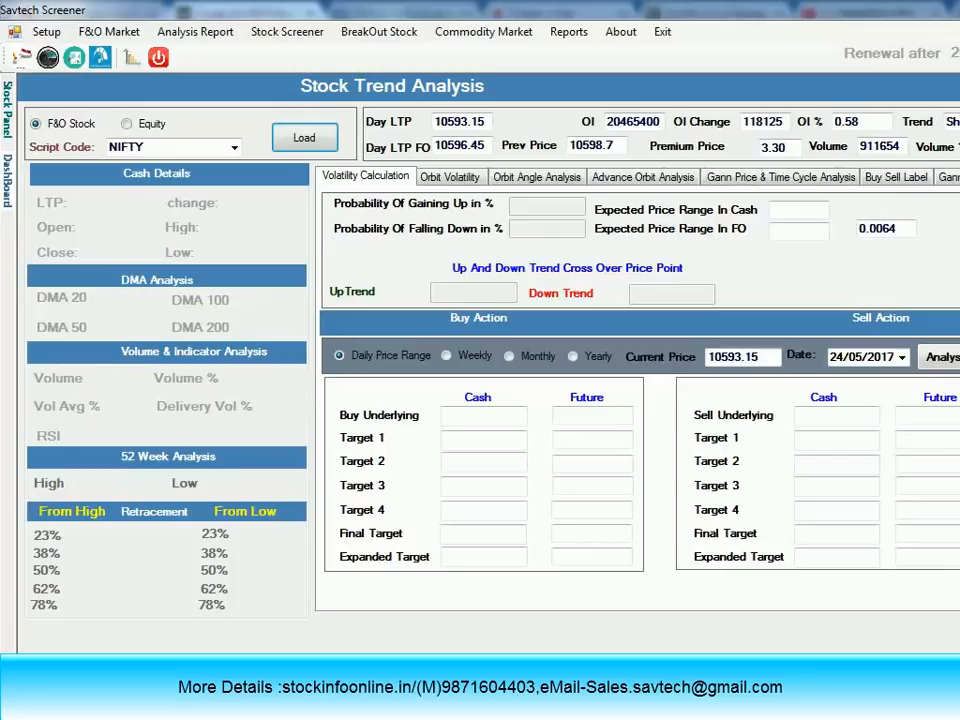 Savtech Screener
Setup F&O Market Analysis Report Stock Screener BreakOut Stock Commodity Market Reports About Exit
Renewal after 2
Stock Trend Analysis
Stock Panel
DashBoard
F&O Stock Equity
Load
Script Code: NIFTY
Day LTP 10593.15 OI 20465400 OI Change 118125 OI % 0.58 Trend Sh
Day LTP FO 10596.45 Prev Price 10598.7 Premium Price 3.30 Volume 911654 Volume
Cash Details
LTP: change:
Open: High:
Close: Low:
DMA Analysis
DMA 20 DMA 100
DMA 50 DMA 200
Volume & Indicator Analysis
Volume Volume %
Vol Avg % Delivery Vol %
RSI
52 Week Analysis
High Low
From High Retracement From Low
23% 23%
38% 38%
50% 50%
62% 62%
78% 78%
Volatility Calculation Orbit Volatility Orbit Angle Analysis Advance Orbit Analysis Gann Price & Time Cycle Analysis Buy Sell Label Gann
Probability Of Gaining Up in % Expected Price Range In Cash
Probability Of Falling Down in % Expected Price Range in FO 0.0064
Up And Down Trend Cross Over Price Point
UpTrend Down Trend
Buy Action Sell Action
Daily Price Range Weekly Monthly Yearly Current Price 10593.15 Date: 24/05/2017 Analys
Cash Future
Buy Underlying
Target 1
Target 2
Target 3
Target 4
Final Target
Expanded Target
Cash Future
Sell Underlying
Target 1
Target 2
Target 3
Target 4
Final Target
Expanded Target
More Details :stockinfoonline.in/(M)9871604403,eMail-Sales.savtech@gmail.com